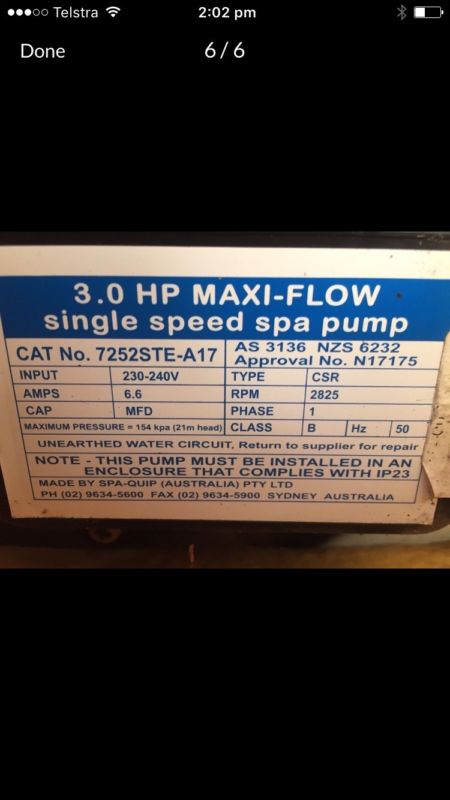 Telstra 2:02 pm
Done 6 / 6
3.0 HP MAXI-FLOW
single speed spa pump
CAT No. 7252STE-A17
AS 3136 NZS 6232
Approval No. N17175
INPUT 230-240V TYPE CSR
AMPS 6.6 RPM 2825
CAP MFD PHASE 1
MAXIMUM PRESSURE = 154 kpa (21m head) CLASS B Hz 50
UNEARTHED WATER CIRCUIT, Return to supplier for repair
NOTE - THIS PUMP MUST BE INSTALLED IN AN
ENCLOSURE THAT COMPLIES WITH IP23
MADE BY SPA-QUIP (AUSTRALIA) PTY LTD
PH (02) 9634-5600 FAX (02) 9634-5900 SYDNEY AUSTRALIA